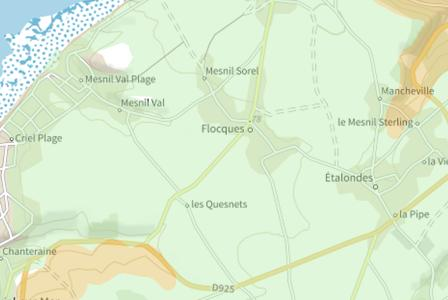 Mesnil Sorel
Mesnil Val Plage
Mancheville
Mesnil Val
78
le Mesnil Sterling
Flocques
Criel Plage
la Vi
Étalondes
les Quesnets
la Pipe
Chanteraine
D925